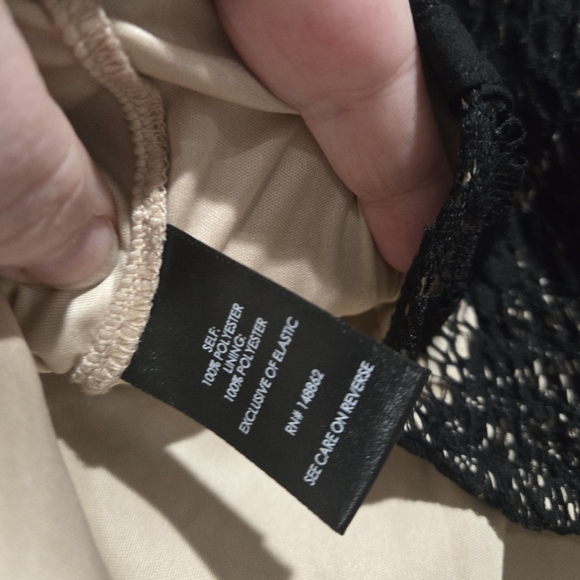 SELF:
100% POLYESTER
LINING:
100% POLYESTER
EXCLUSIVE OF ELASTIC
RN# 148862
SEE CARE ON REVERSE